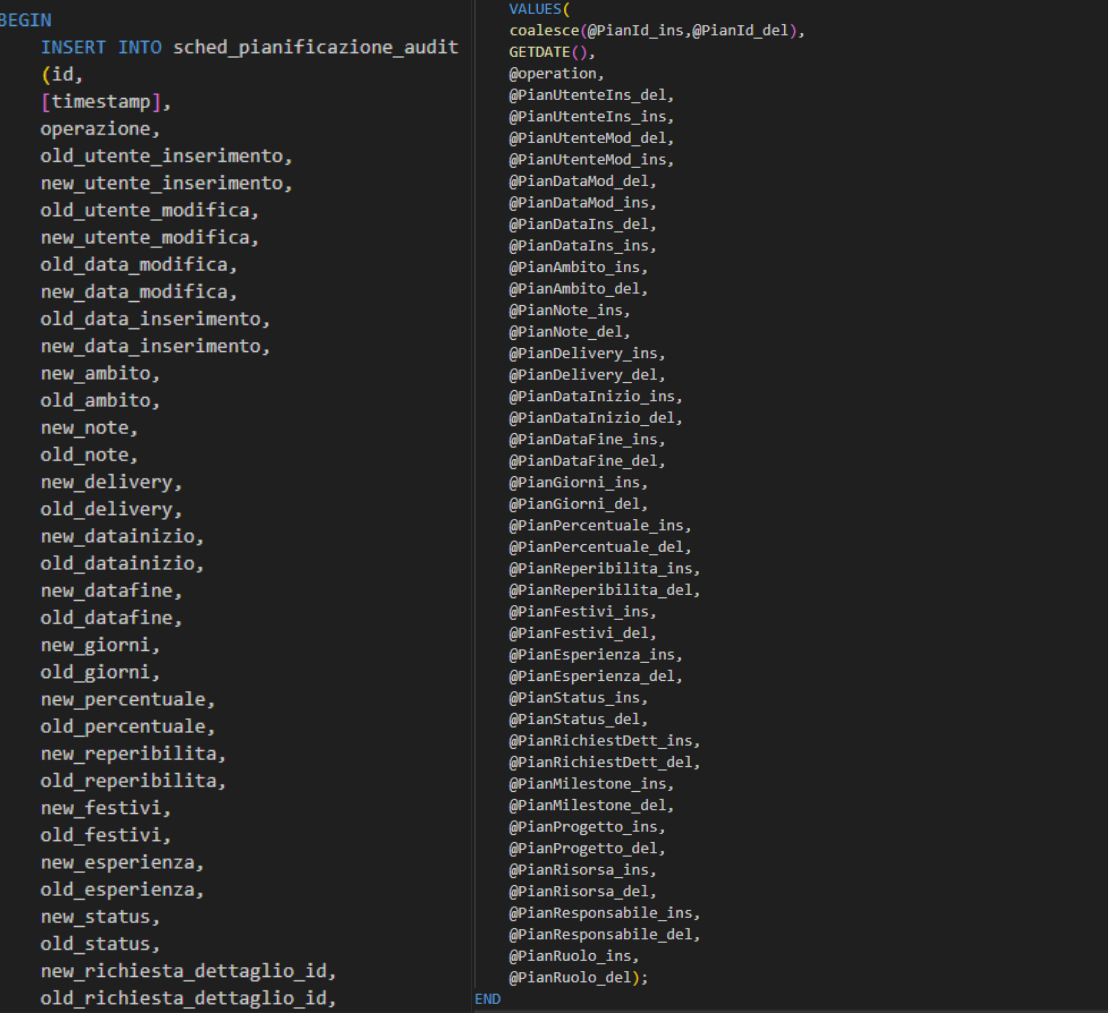 BEGIN
INSERT INTO sched_pianificazione_audit
(id,
[timestamp],
operazione,
old_utente_inserimento,
new_utente_inserimento,
old_utente_modifica,
new_utente_modifica,
old_data_modifica,
new_data_modifica,
old_data_inserimento,
new_data_inserimento,
new_ambito,
old_ambito,
new_note,
old_note,
new_delivery,
old_delivery,
new_datainizio,
old_datainizio,
new_datafine,
old_datafine,
new_giorni,
old_giorni,
new_percentuale,
old_percentuale,
new_reperibilita,
old_reperibilita,
new_festivi,
old_festivi,
new_esperienza,
old_esperienza,
new_status,
old_status,
new_richiesta_dettaglio_id,
old_richiesta_dettaglio_id,
VALUES(
coalesce(@PianId_ins,@PianId_del),
GETDATE(),
@operation,
@PianUtenteIns_del,
@PianUtenteIns_ins,
@PianUtenteMod_del,
@PianUtenteMod_ins,
@PianDataMod_del,
@PianDataMod_ins,
@PianDataIns_del,
@PianDataIns_ins,
@PianAmbito_ins,
@PianAmbito_del,
@PianNote_ins,
@PianNote_del,
@PianDelivery_ins,
@PianDelivery_del,
@PianDataInizio_ins,
@PianDataInizio_del,
@PianDataFine_ins,
@PianDataFine_del,
@PianGiorni_ins,
@PianGiorni_del,
@PianPercentuale_ins,
@PianPercentuale_del,
@PianReperibilita_ins,
@PianReperibilita_del,
@PianFestivi_ins,
@PianFestivi_del,
@PianEsperienza_ins,
@PianEsperienza_del,
@PianStatus_ins,
@PianStatus_del,
@PianRichiestDett_ins,
@PianRichiestDett_del,
@PianMilestone_ins,
@PianMilestone_del,
@PianProgetto_ins,
@PianProgetto_del,
@PianRisorsa_ins,
@PianRisorsa_del,
@PianResponsabile_ins,
@PianResponsabile_del,
@PianRuolo_ins,
@PianRuolo_del);
END